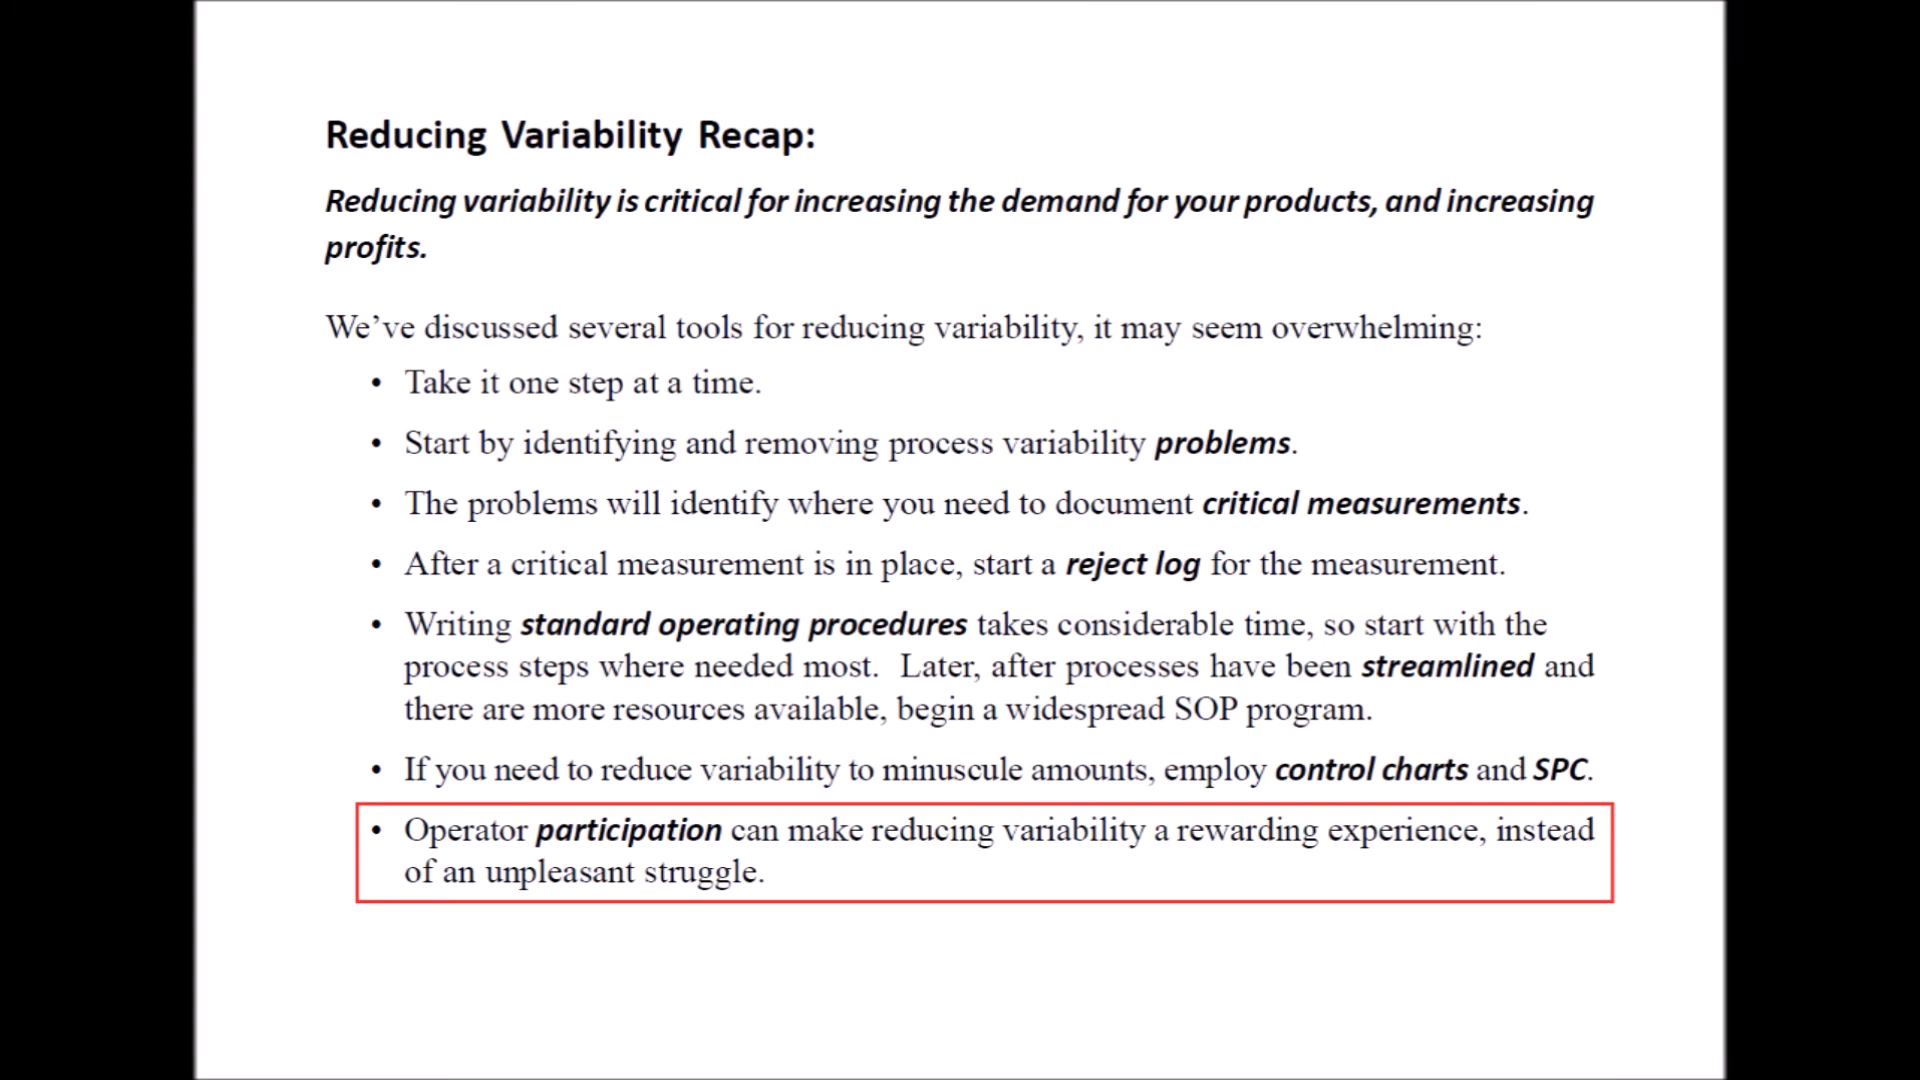 Reducing Variability Recap:
Reducing variability is critical for increasing the demand for your products, and increasing
profits.
We’ve discussed several tools for reducing variability, it may seem overwhelming:
• Take it one step at a time.
• Start by identifying and removing process variability problems.
• The problems will identify where you need to document critical measurements.
• After a critical measurement is in place, start a reject log for the measurement.
• Writing standard operating procedures takes considerable time, so start with the
process steps where needed most.  Later, after processes have been streamlined and
there are more resources available, begin a widespread SOP program.
• If you need to reduce variability to minuscule amounts, employ control charts and SPC.
• Operator participation can make reducing variability a rewarding experience, instead
of an unpleasant struggle.